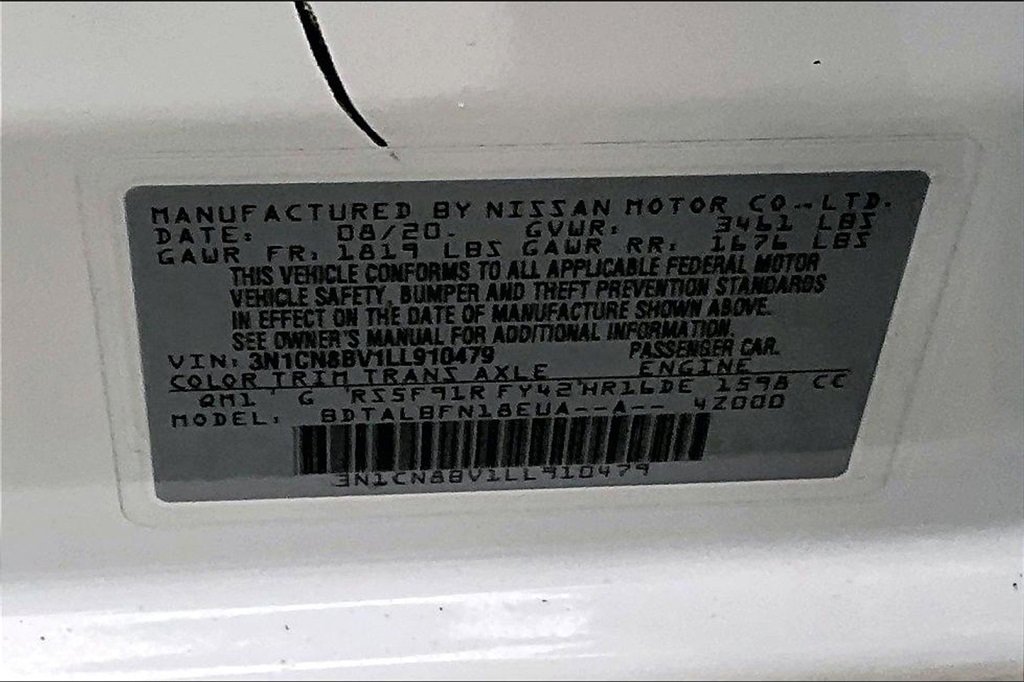 MANUFACTURED BY NISSAN MOTOR CO.,LTD.
DATE: 08/20. GVWR: 3461 LBS
GAWR FR: 1819 LBS GAWR RR: 1676 LBS
THIS VEHICLE CONFORMS TO ALL APPLICABLE FEDERAL MOTOR
VEHICLE SAFETY, BUMPER AND THEFT PREVENTION STANDARDS
IN EFFECT ON THE DATE OF MANUFACTURE SHOWN ABOVE.
SEE OWNER'S MANUAL FOR ADDITIONAL INFORMATION.
VIN: 3N1CN8BV1LL910479 PASSENGER CAR.
COLOR TRIM TRANS AXLE ENGINE
QM1 G RS5F91R FY42 HR16DE 1598 CC
MODEL: BDTALBFN18EUA--A-- 42000
3N1CN8BV1LL910479